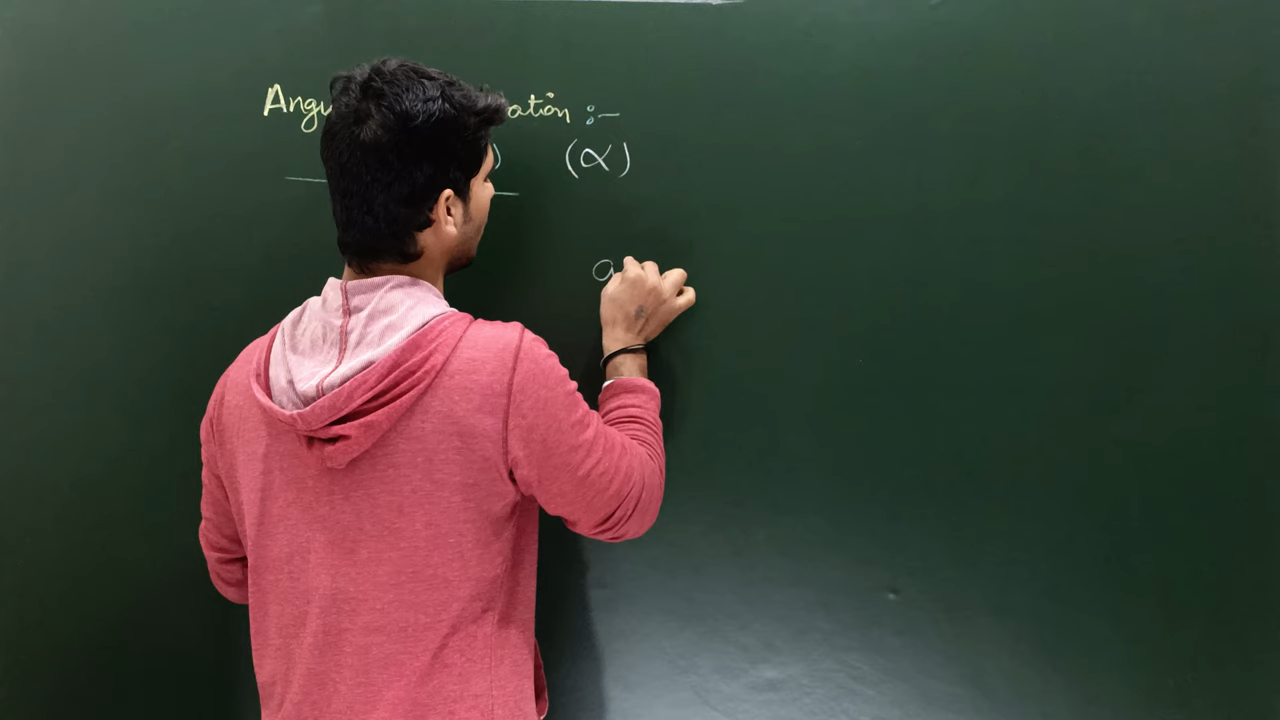 Angu ation :-
) (α)
a